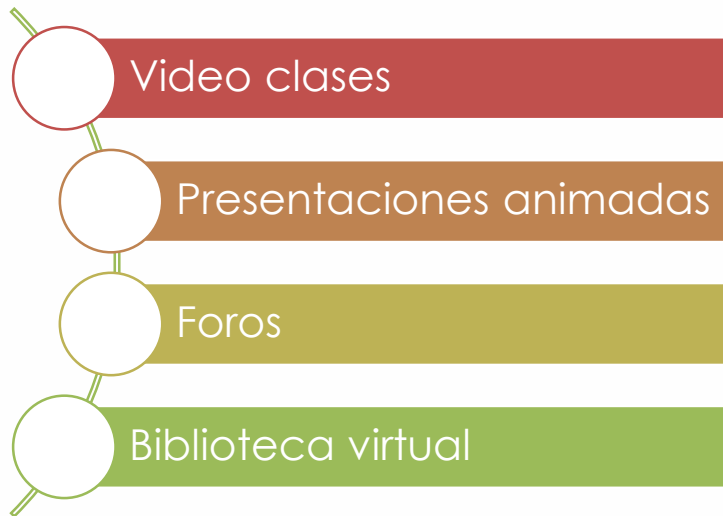 Video clases
Presentaciones animadas
Foros
Biblioteca virtual